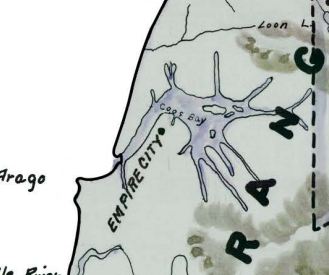 Loon L.
Coos Bay
EMPIRE CITY
Arago
RANG